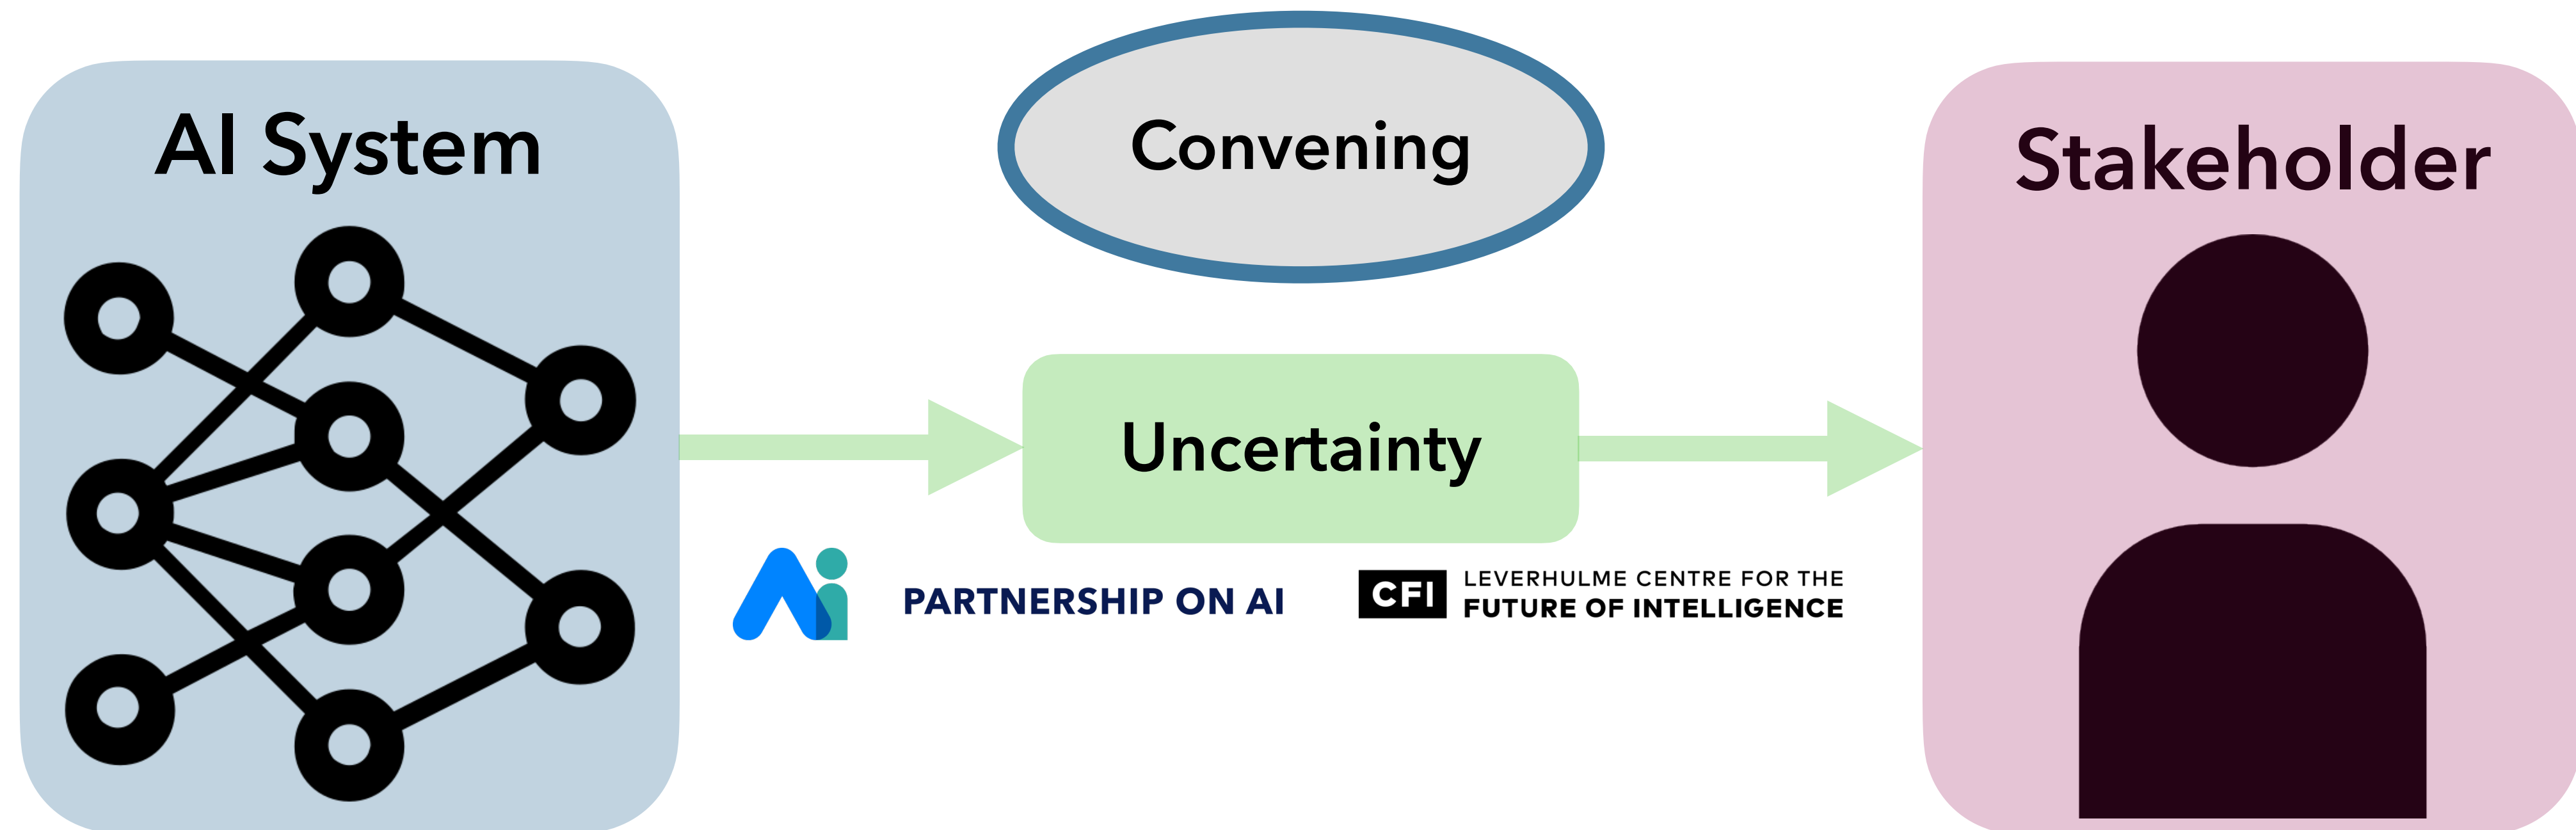 AI System
Convening
Stakeholder
Uncertainty
PARTNERSHIP ON AI
CFI
LEVERHULME CENTRE FOR THE
FUTURE OF INTELLIGENCE